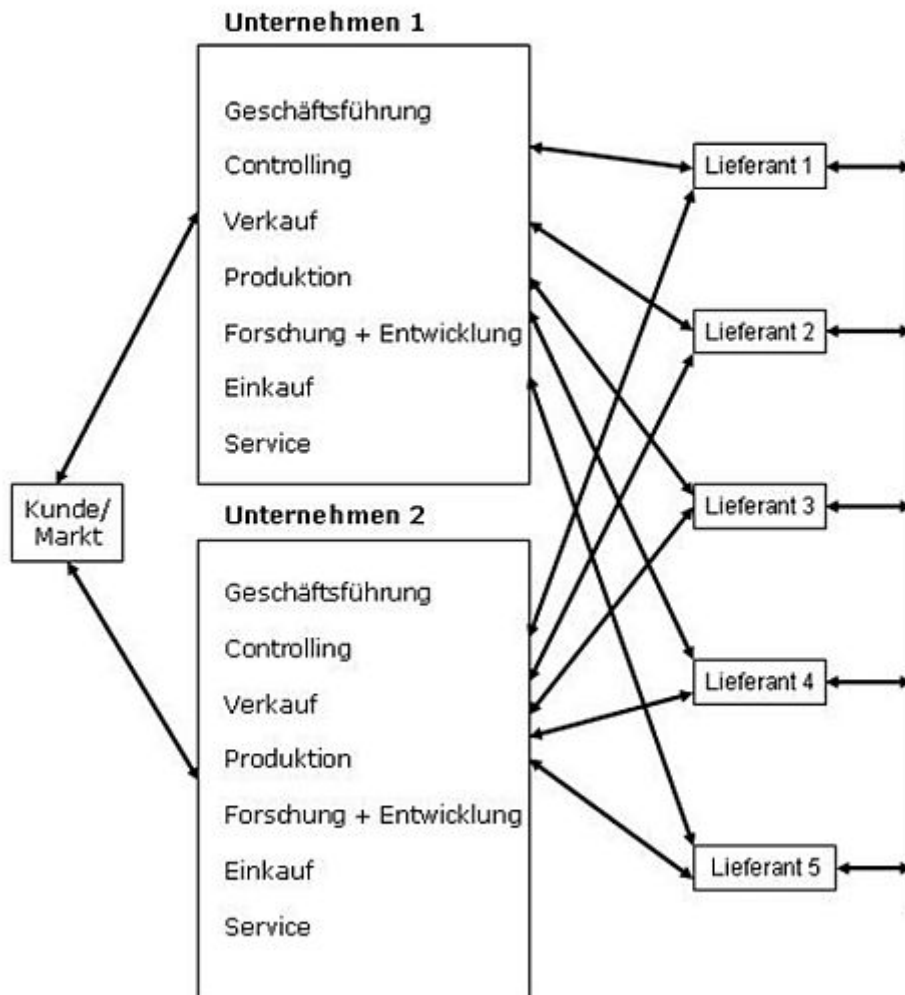 Unternehmen 1
Geschäftsführung
Controlling
Verkauf
Produktion
Forschung + Entwicklung
Einkauf
Service
Kunde/
Markt
Unternehmen 2
Geschäftsführung
Controlling
Verkauf
Produktion
Forschung + Entwicklung
Einkauf
Service
Lieferant 1
Lieferant 2
Lieferant 3
Lieferant 4
Lieferant 5